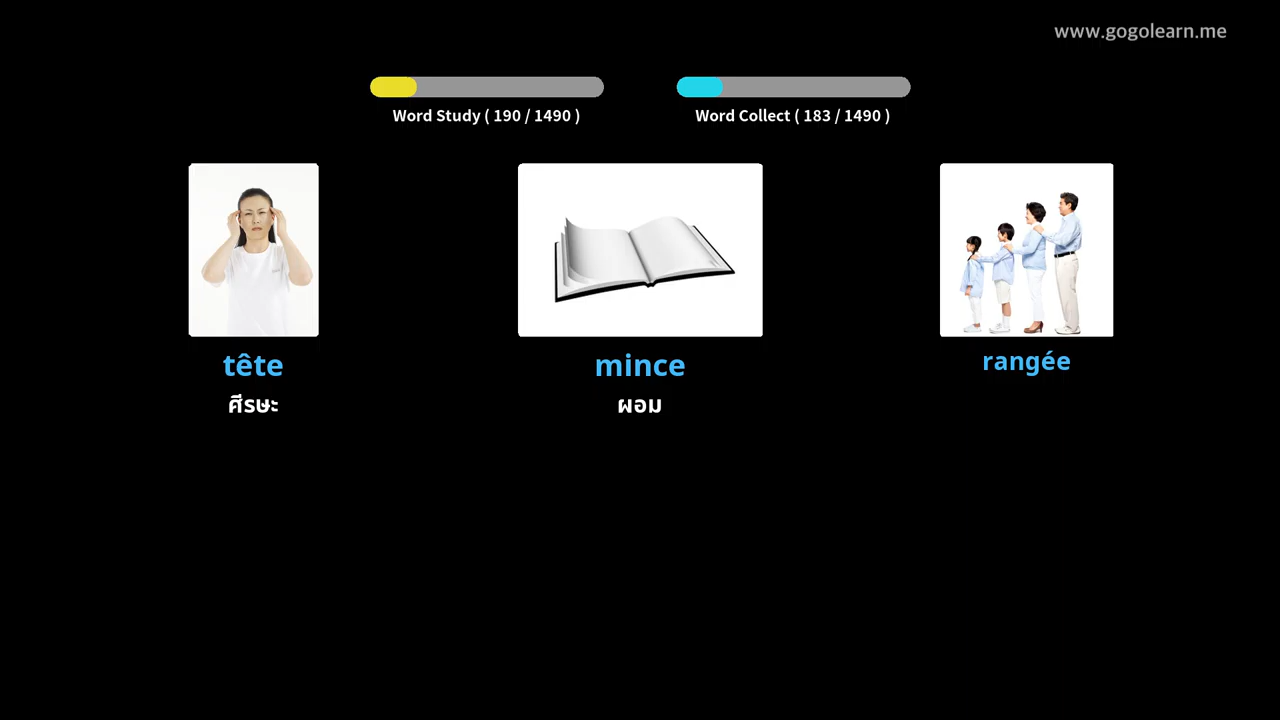 www.gogolearn.me
Word Study ( 190 / 1490 )
Word Collect ( 183 / 1490 )
tête
mince
rangée
ศีรษะ
ผอม